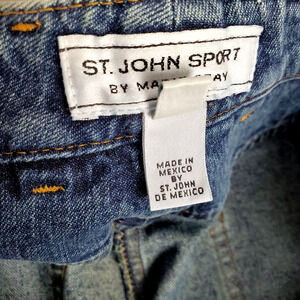 ST. JOHN SPORT
BY
MADE IN
MEXICO
BY
ST. JOHN
DE MEXICO